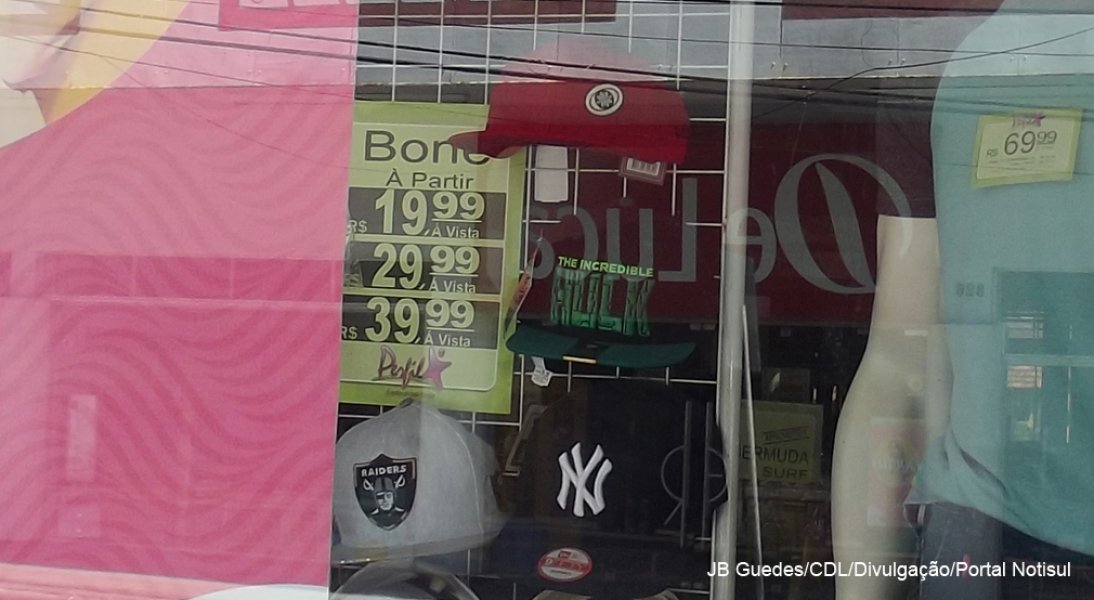 Boné
À Partir
R$ 19,99
À Vista
29,99
À Vista
R$ 39,99
À Vista
Perfil
THE INCREDIBLE
HULK
RAIDERS
NY
DeLuca
R$ 69,99
BERMUDA
SURF
JB Guedes/CDL/Divulgação/Portal Notisul